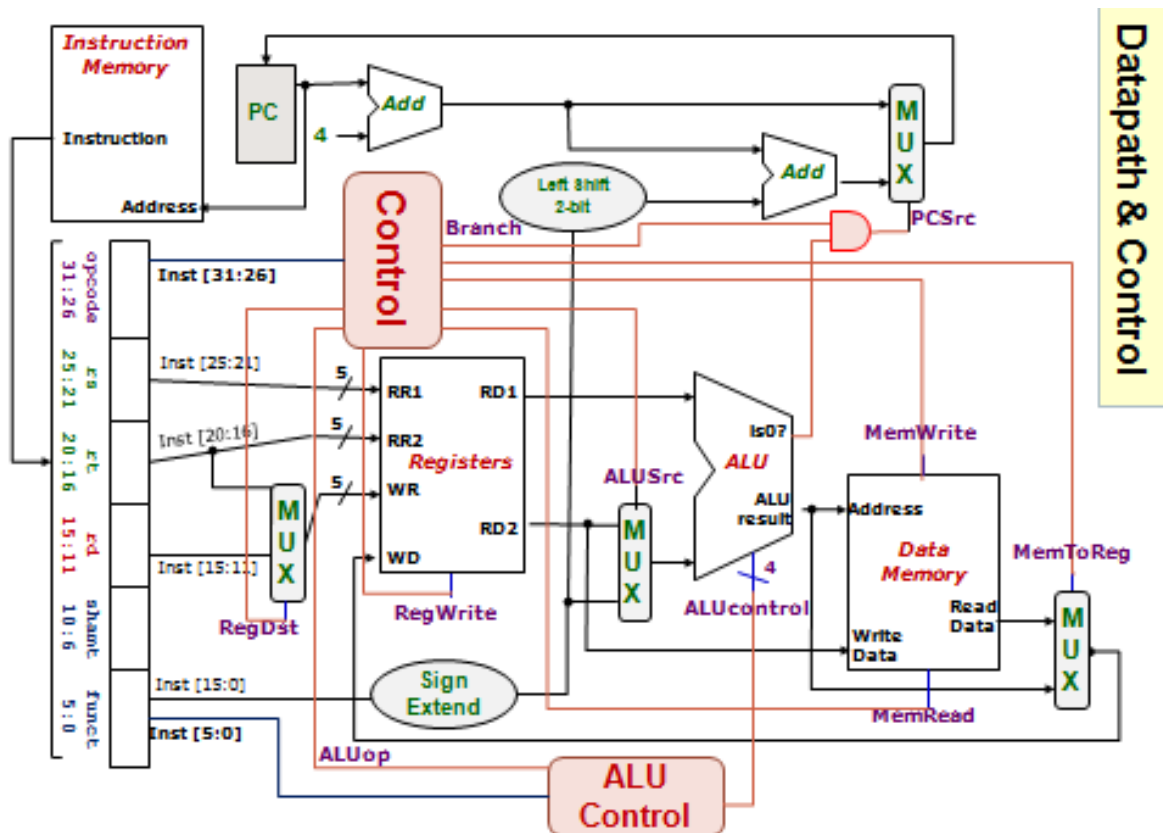 Datapath & Control
Instruction
Memory
Instruction
Address
PC
4
Add
Left Shift
2-bit
Add
MUX
PCSrc
Control
Branch
opcode
31:26
Inst [31:26]
rs
25:21
Inst [25:21]
5
rt
20:16
Inst [20:16]
5
rd
15:11
Inst [15:11]
5
shamt
10:6
funct
5:0
Inst [15:0]
Inst [5:0]
MUX
RegDst
RR1
RR2
WR
WD
Registers
RD1
RD2
RegWrite
Sign
Extend
ALUSrc
MUX
Is0?
ALU
ALU
result
4
ALUcontrol
MemWrite
Address
Data
Memory
Read
Data
Write
Data
MemRead
MemToReg
MUX
ALUop
ALU
Control